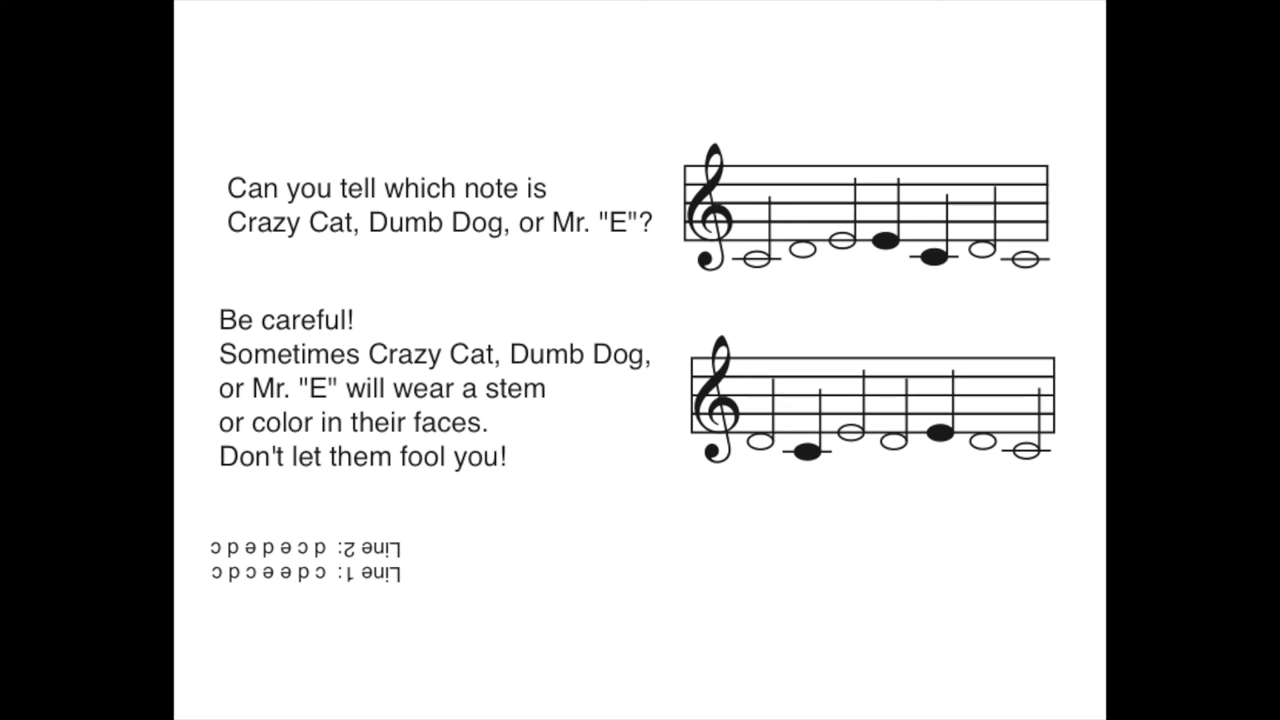 Can you tell which note is
Crazy Cat, Dumb Dog, or Mr. "E"?
Be careful!
Sometimes Crazy Cat, Dumb Dog,
or Mr. "E" will wear a stem
or color in their faces.
Don't let them fool you!
Line 1: c d e e c d c
Line 2: d c e d e d c